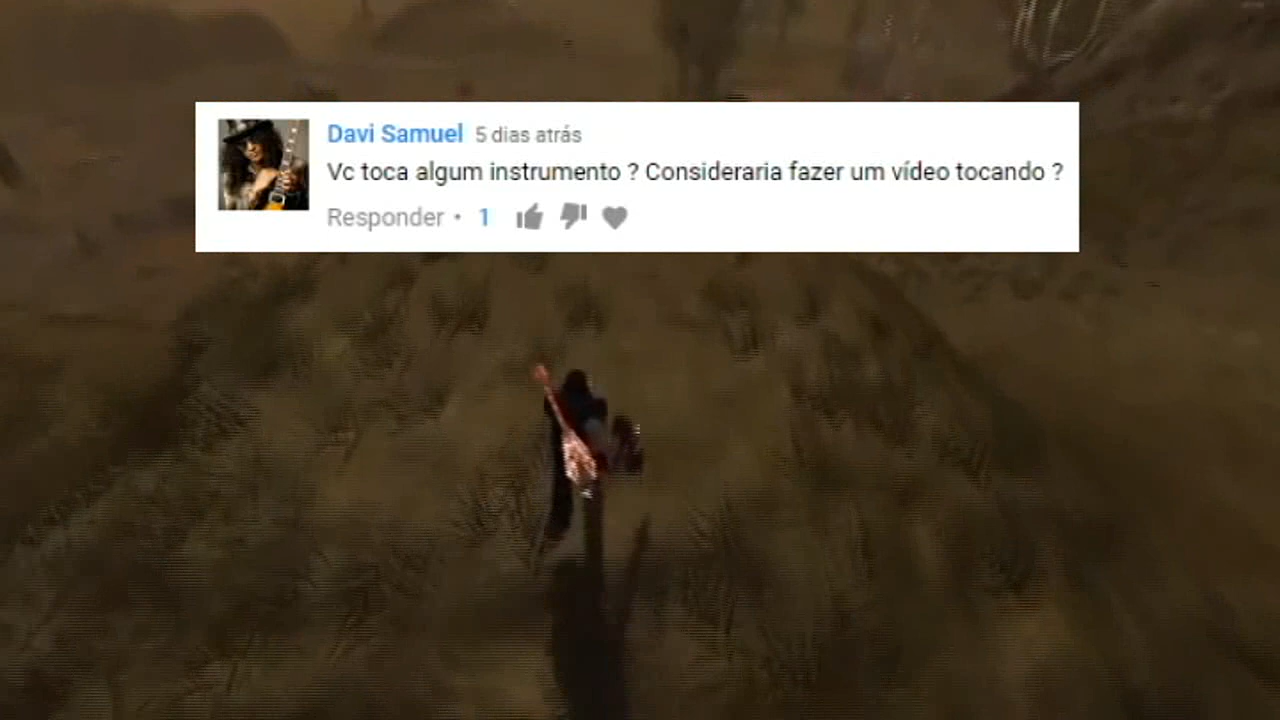 Davi Samuel 5 dias atrás
Vc toca algum instrumento ? Consideraria fazer um vídeo tocando ?
Responder • 1